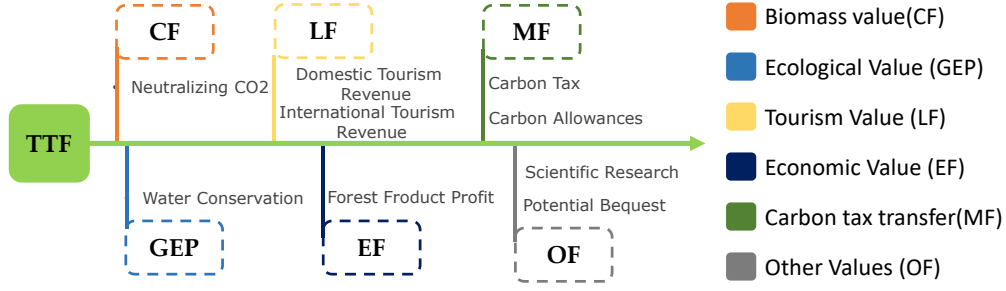 CF
LF
MF
Neutralizing CO2
Domestic Tourism
Revenue
International Tourism
Revenue
Carbon Tax
Carbon Allowances
TTF
Water Conservation
Forest Froduct Profit
Scientific Research
Potential Bequest
GEP
EF
OF
Biomass value(CF)
Ecological Value (GEP)
Tourism Value (LF)
Economic Value (EF)
Carbon tax transfer(MF)
Other Values (OF)